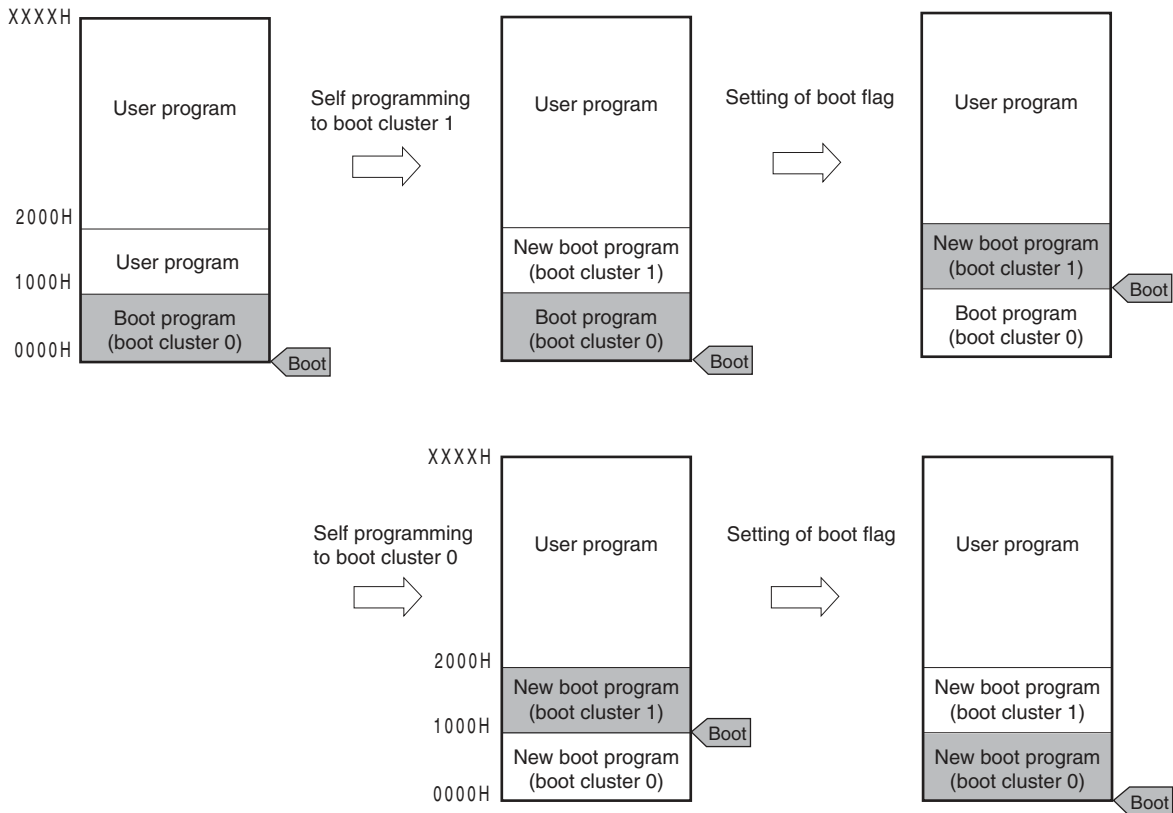 XXXXH
User program
2000H
User program
1000H
Boot program
(boot cluster 0)
0000H
Boot
Self programming
to boot cluster 1
User program
New boot program
(boot cluster 1)
Boot program
(boot cluster 0)
Boot
Setting of boot flag
User program
New boot program
(boot cluster 1)
Boot
Boot program
(boot cluster 0)
Self programming
to boot cluster 0
XXXXH
User program
2000H
New boot program
(boot cluster 1)
1000H
Boot
New boot program
(boot cluster 0)
0000H
Setting of boot flag
User program
New boot program
(boot cluster 1)
New boot program
(boot cluster 0)
Boot